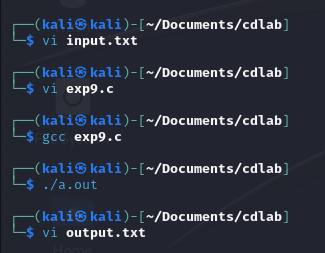 ┌──(kali㉿kali)-[~/Documents/cdlab]
└─$ vi input.txt
┌──(kali㉿kali)-[~/Documents/cdlab]
└─$ vi exp9.c
┌──(kali㉿kali)-[~/Documents/cdlab]
└─$ gcc exp9.c
┌──(kali㉿kali)-[~/Documents/cdlab]
└─$ ./a.out
┌──(kali㉿kali)-[~/Documents/cdlab]
└─$ vi output.txt
Home